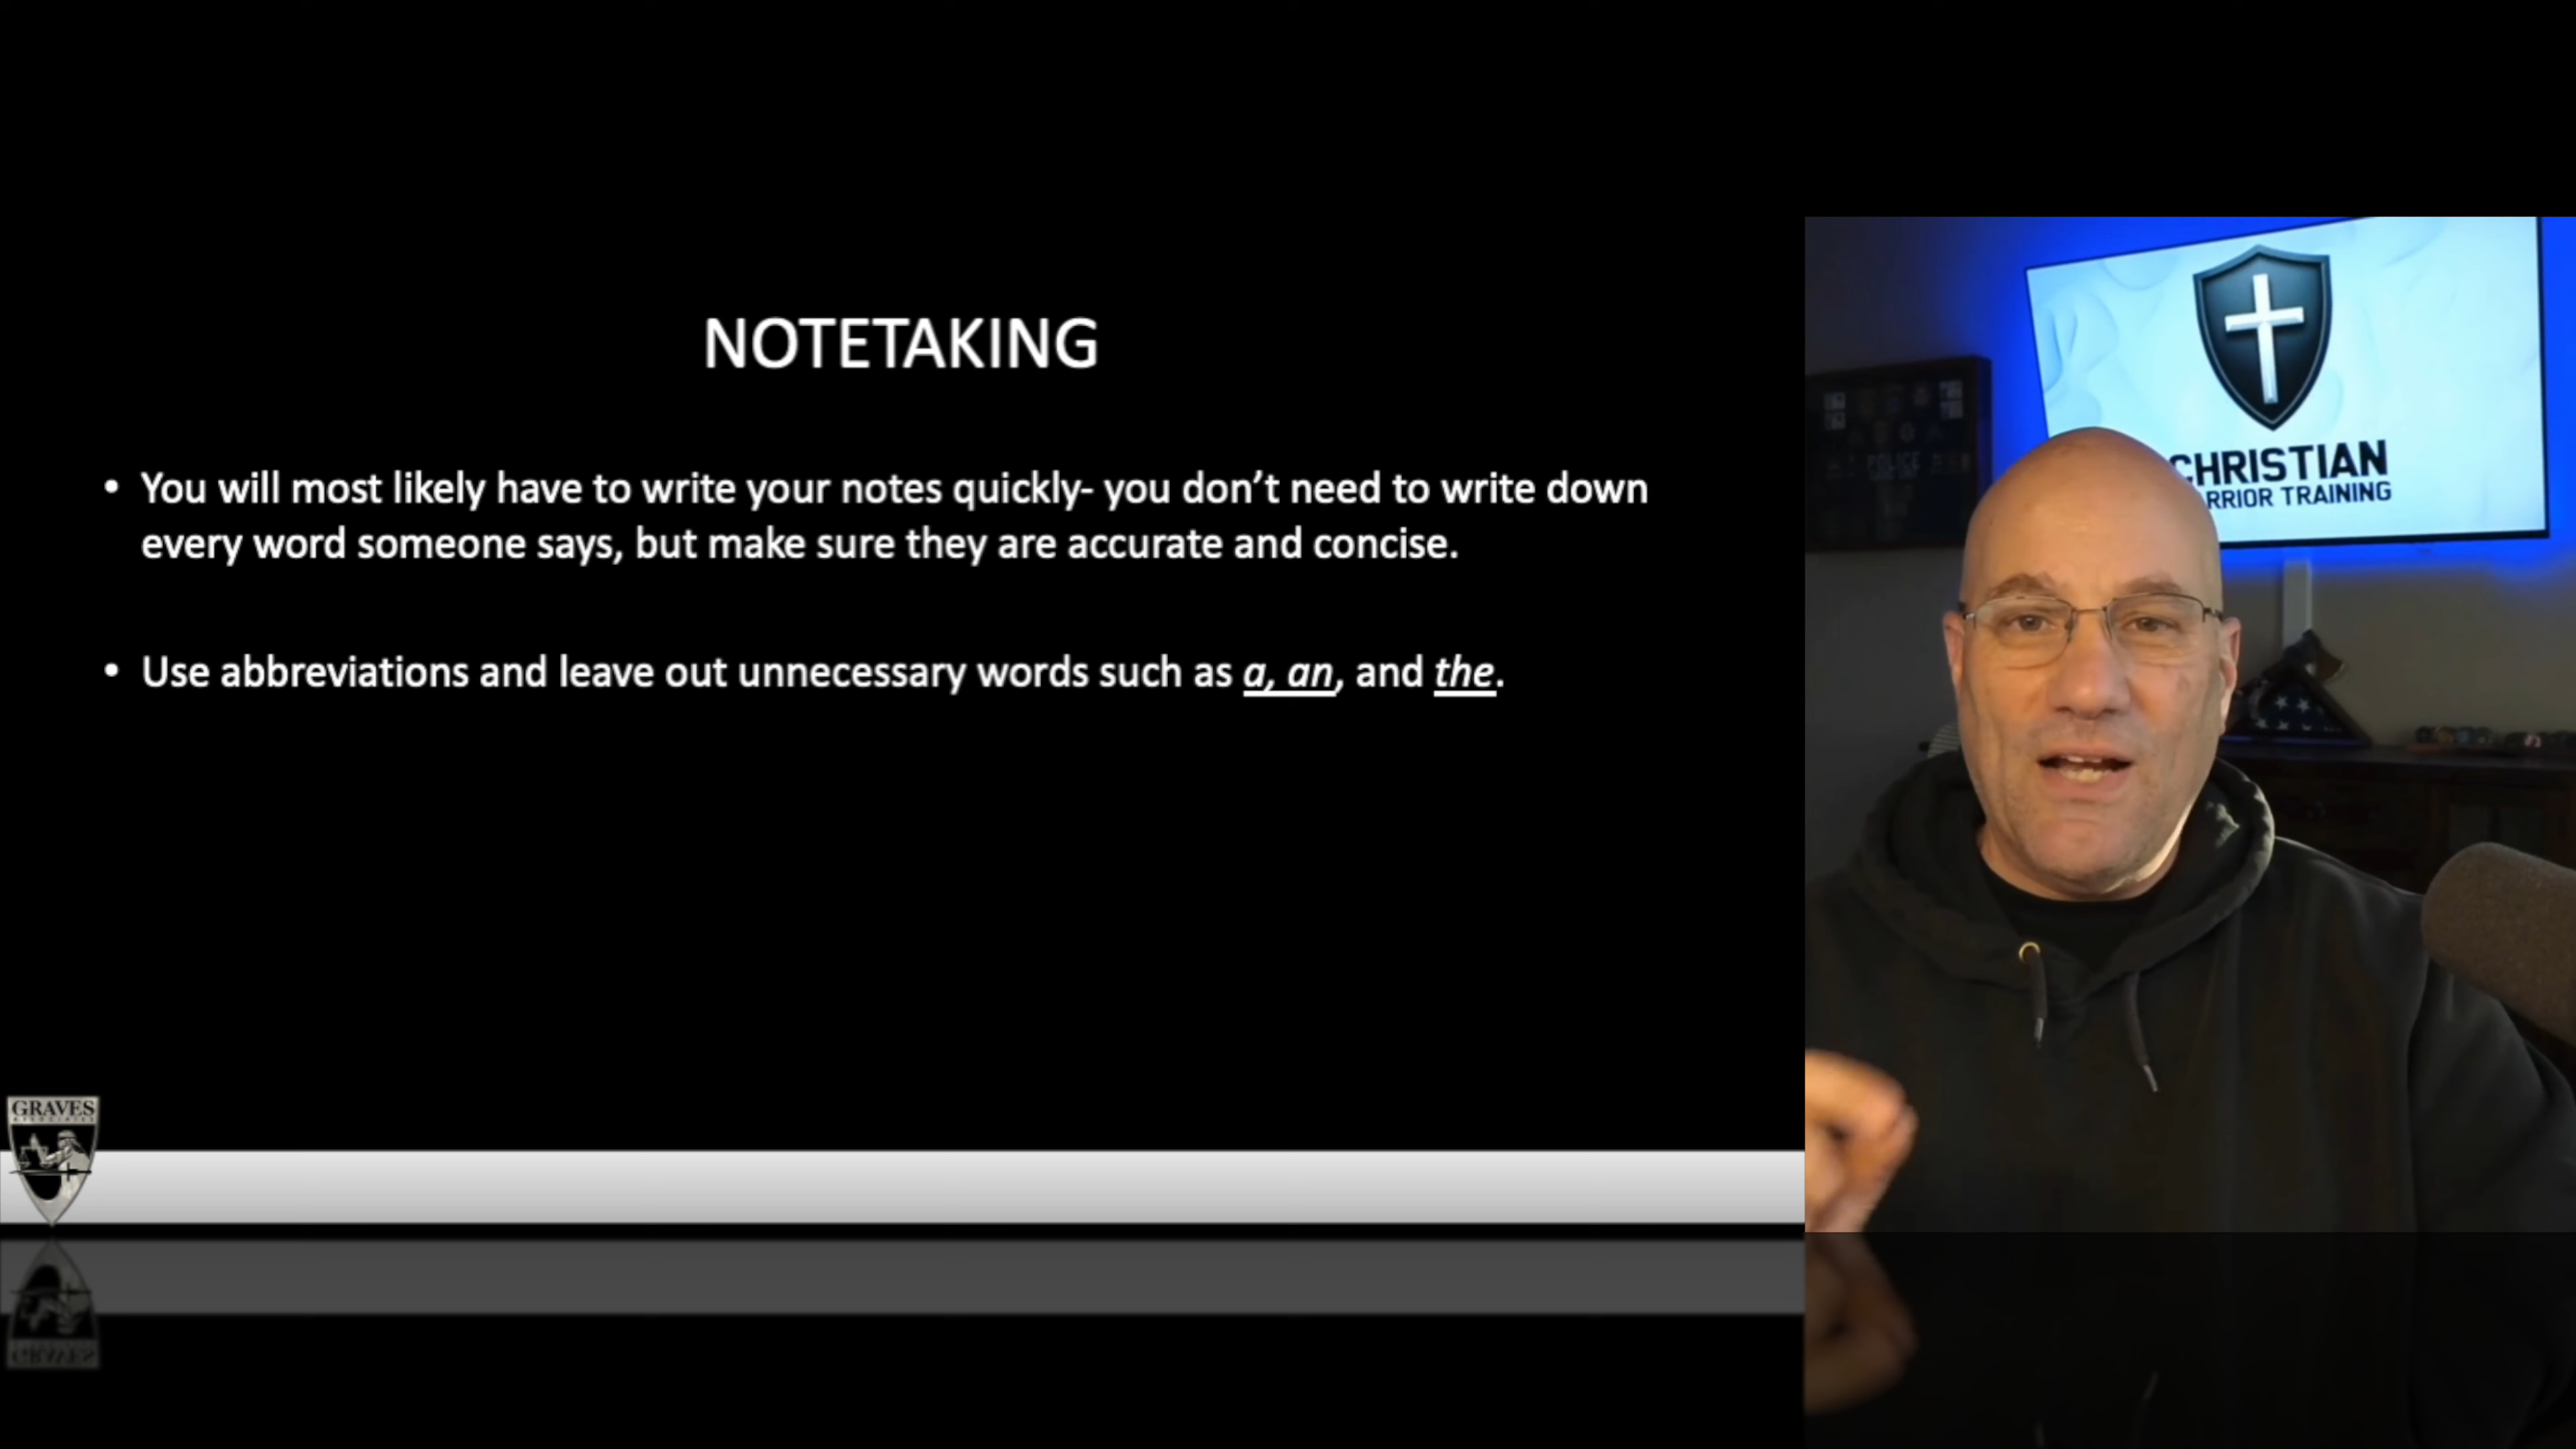 NOTETAKING
• You will most likely have to write your notes quickly- you don’t need to write down
every word someone says, but make sure they are accurate and concise.
• Use abbreviations and leave out unnecessary words such as a, an, and the.
CHRISTIAN
RRIOR TRAINING
POLICE
GRAVES
ASSOCIATES